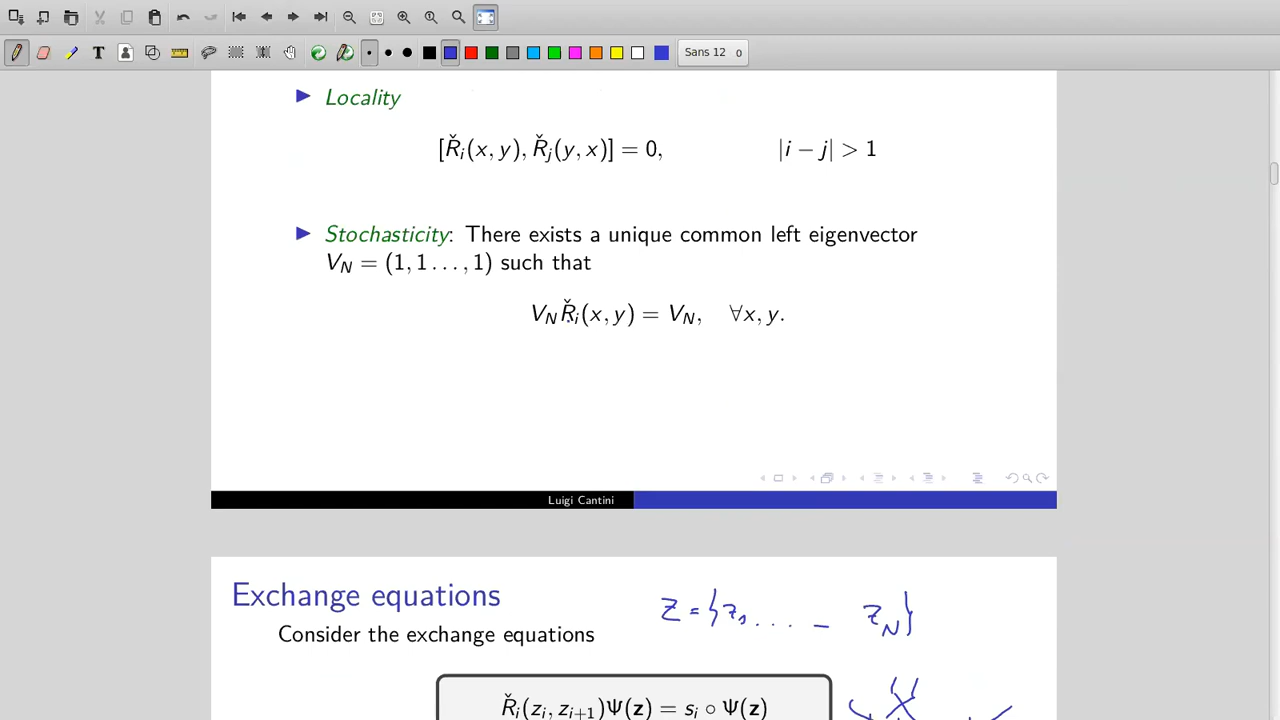 Sans 12 0
▶ Locality
[Ř_i(x, y), Ř_j(y, x)] = 0, |i − j| > 1
▶ Stochasticity: There exists a unique common left eigenvector
V_N = (1, 1 . . . , 1) such that
V_N Ř_i(x, y) = V_N, ∀x, y.
Luigi Cantini
Exchange equations
z = {z_1 . . . . _ z_N}
Consider the exchange equations
Ř_i(z_i, z_{i+1})Ψ(𝐳) = s_i ∘ Ψ(𝐳)